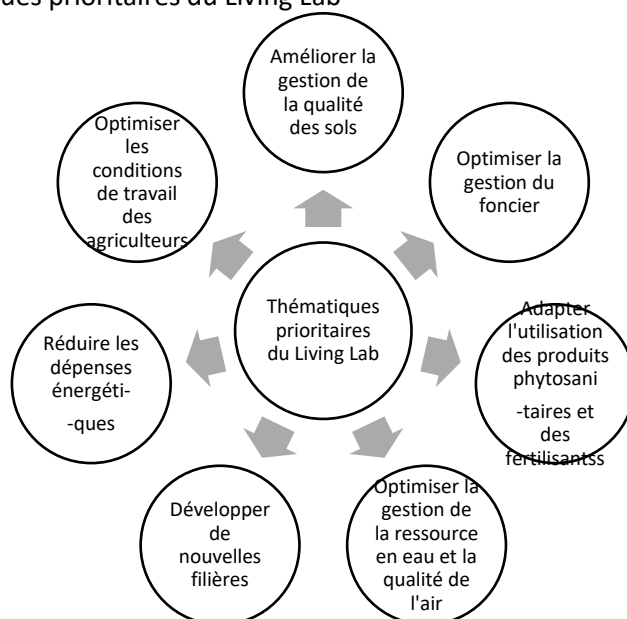 ues prioritaires du Living Lab
Améliorer la
gestion de
la qualité
des sols
Optimiser la
gestion du
foncier
Adapter
l'utilisation
des produits
phytosani
-taires et
des
fertilisantss
Optimiser la
gestion de
la ressource
en eau et la
qualité de
l'air
Développer
de
nouvelles
filières
Réduire les
dépenses
énergéti-
-ques
Optimiser
les
conditions
de travail
des
agriculteurs
Thématiques
prioritaires
du Living Lab